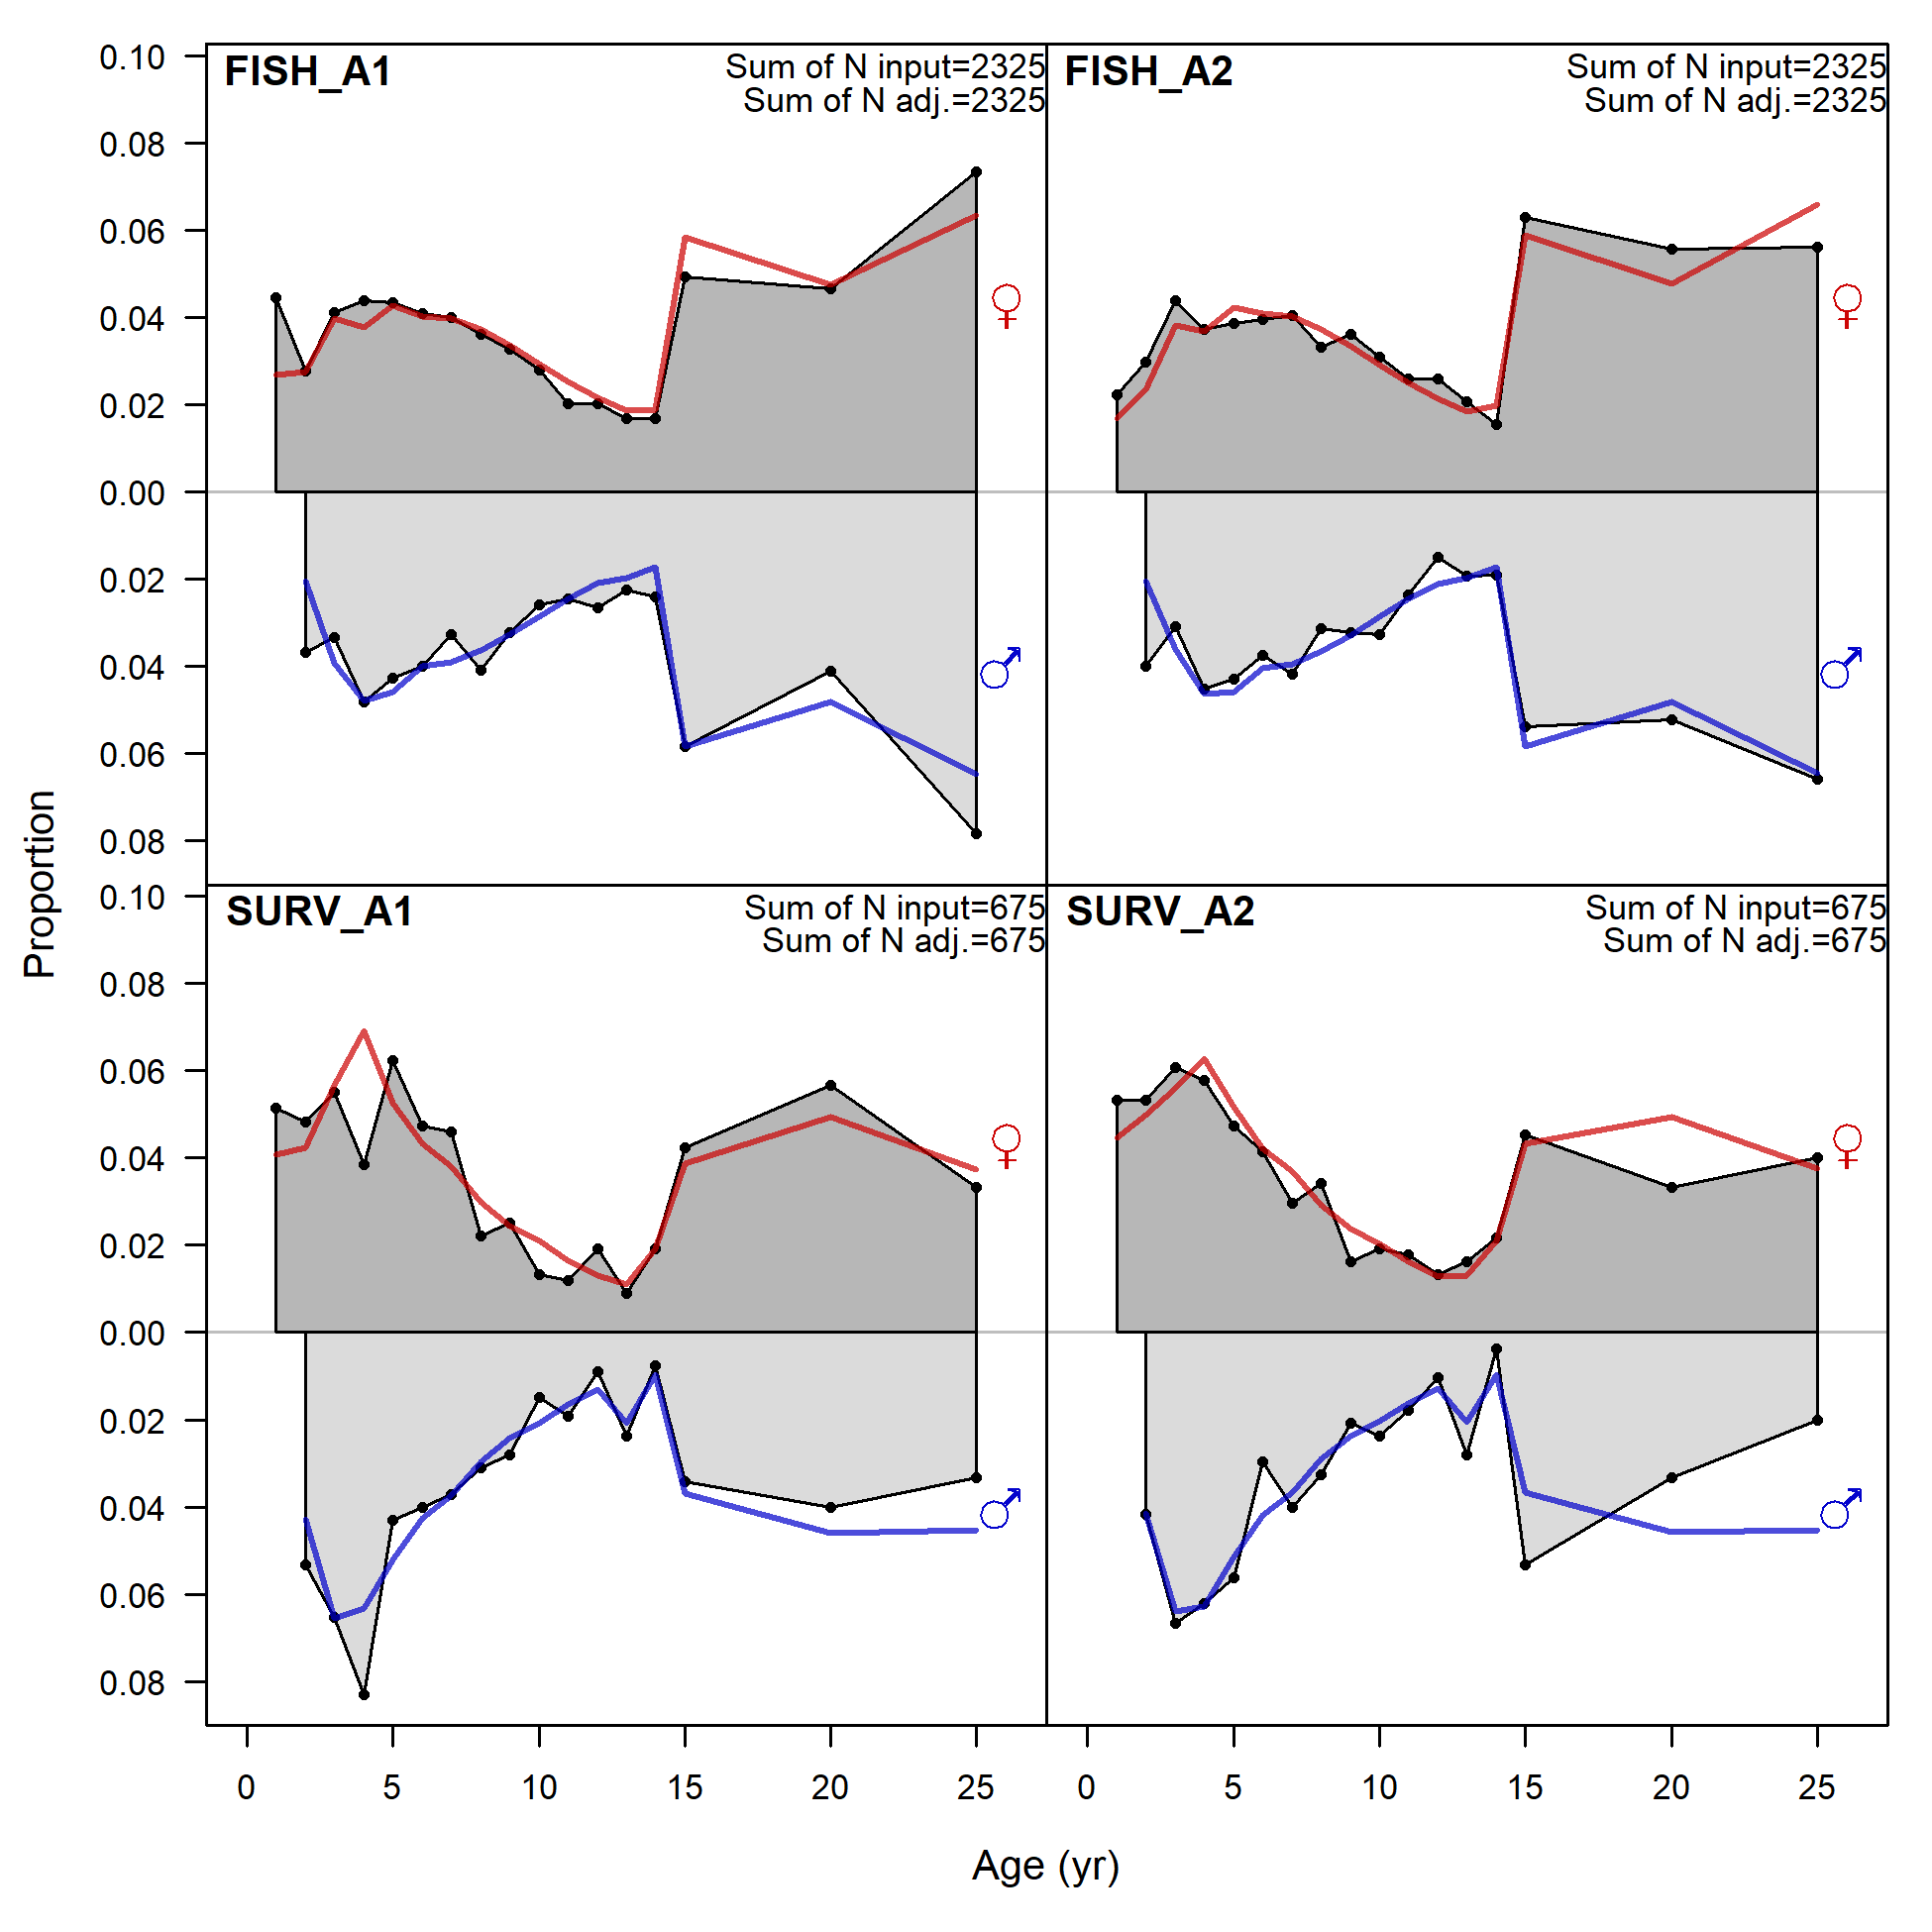 FISH_A1
Sum of N input=2325
Sum of N adj.=2325
FISH_A2
Sum of N input=2325
Sum of N adj.=2325
0.10
0.08
0.06
0.04
0.02
0.00
0.02
0.04
0.06
0.08
♀
♂
♀
♂
SURV_A1
Sum of N input=675
Sum of N adj.=675
SURV_A2
Sum of N input=675
Sum of N adj.=675
0.10
0.08
0.06
0.04
0.02
0.00
0.02
0.04
0.06
0.08
♀
♂
♀
♂
Proportion
0 5 10 15 20 25
0 5 10 15 20 25
Age (yr)